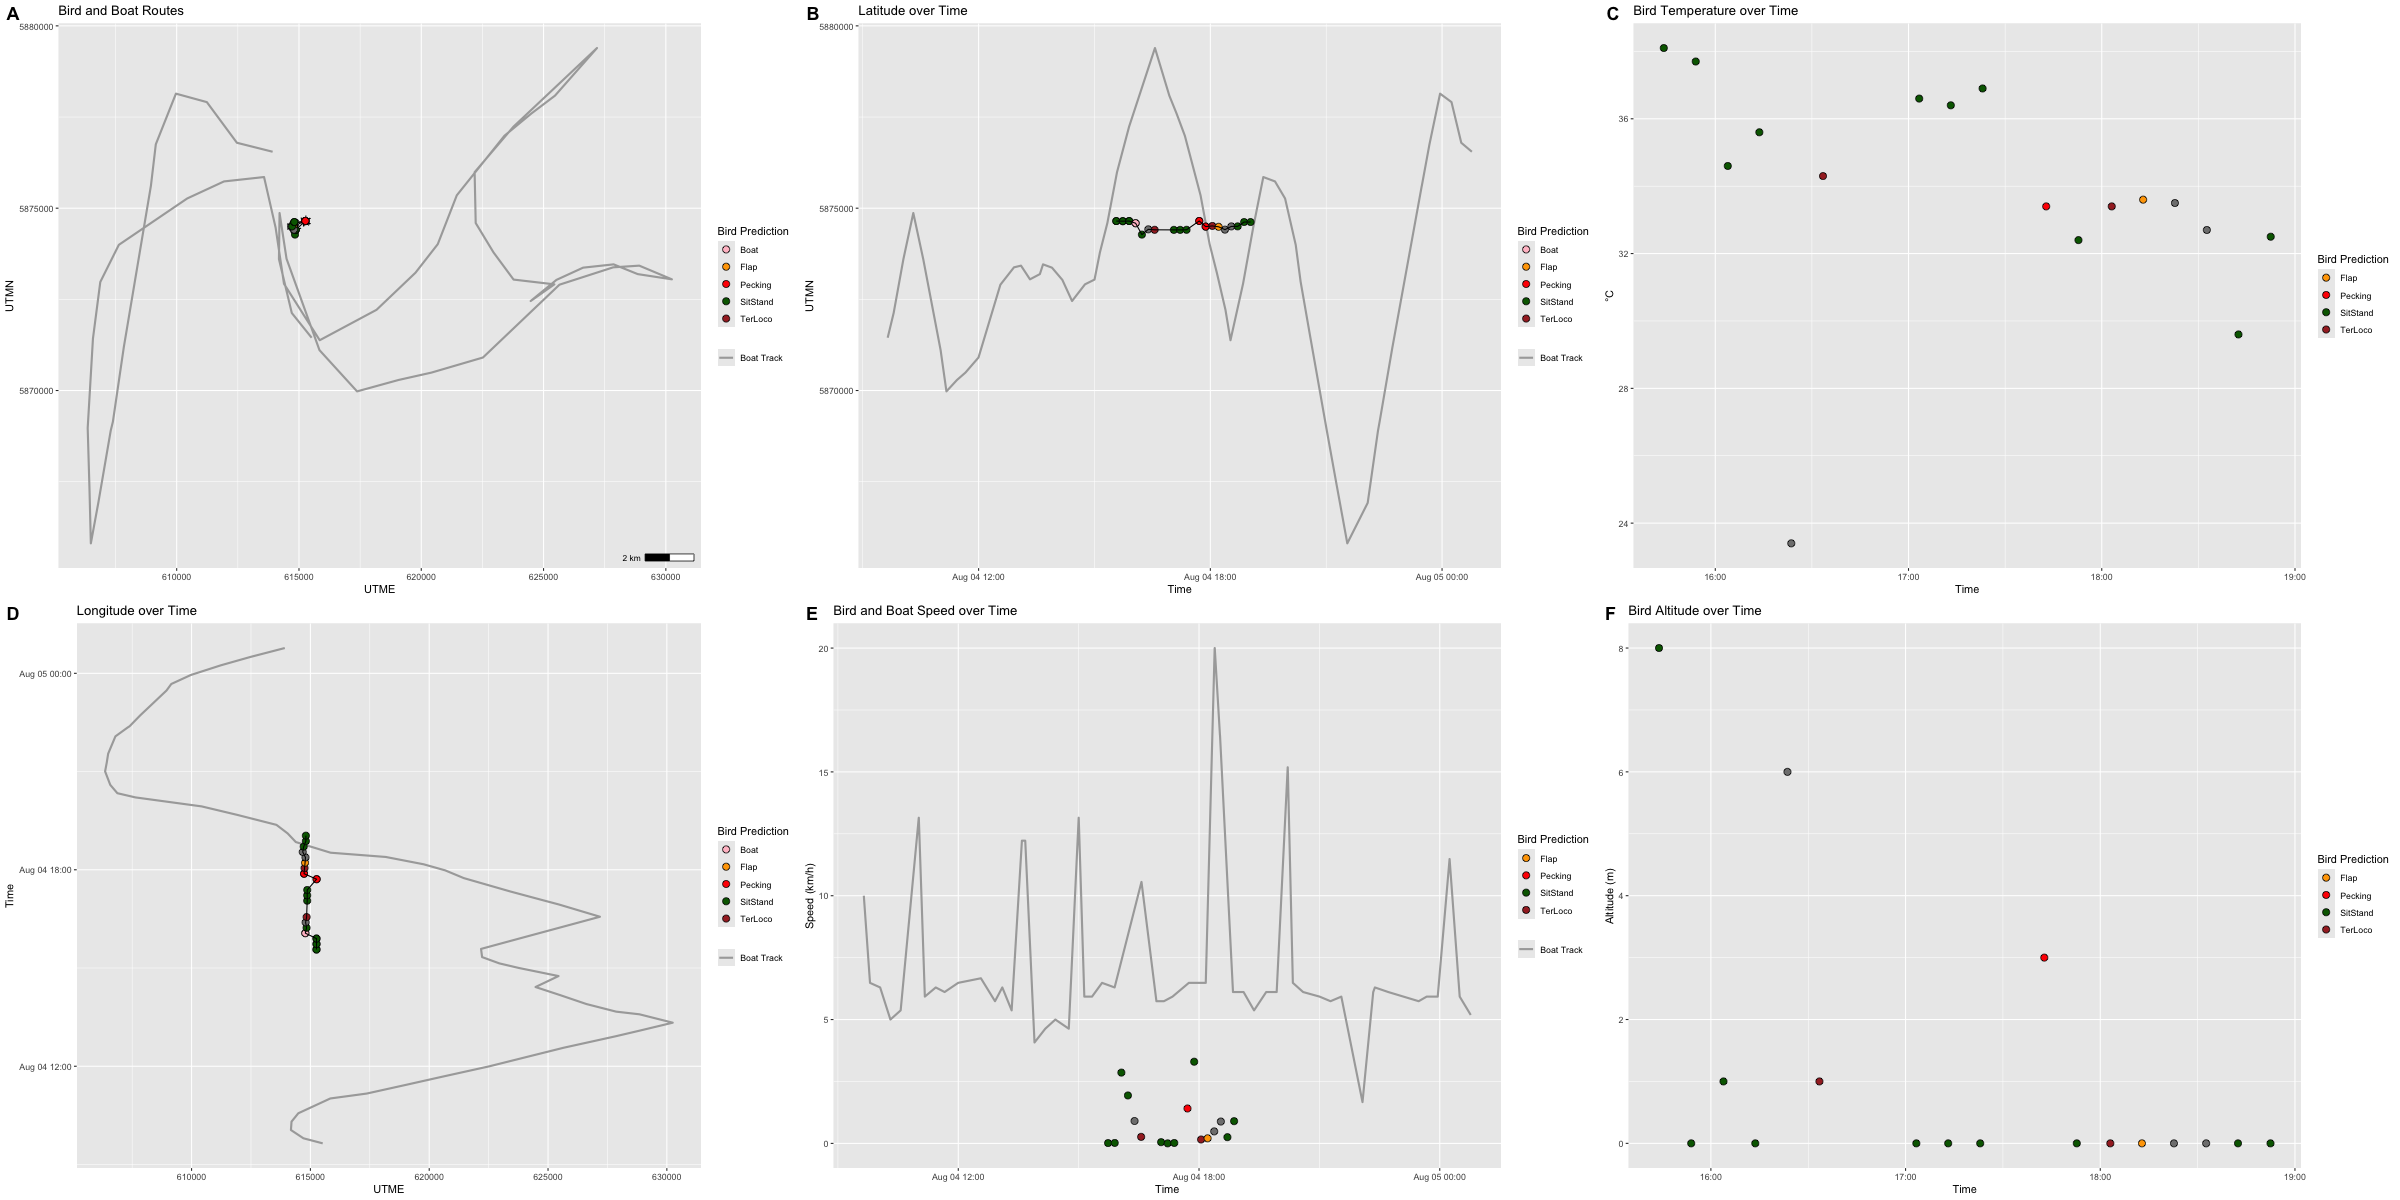 A Bird and Boat Routes
5880000
5875000
5870000
UTMN
610000 615000 620000 625000 630000
UTME
2 km
Bird Prediction
Boat
Flap
Pecking
SitStand
TerLoco
Boat Track
B Latitude over Time
5880000
5875000
5870000
UTMN
Aug 04 12:00 Aug 04 18:00 Aug 05 00:00
Time
Bird Prediction
Boat
Flap
Pecking
SitStand
TerLoco
Boat Track
C Bird Temperature over Time
36
32
28
24
°C
16:00 17:00 18:00 19:00
Time
Bird Prediction
Flap
Pecking
SitStand
TerLoco
D Longitude over Time
Aug 05 00:00
Aug 04 18:00
Aug 04 12:00
Time
610000 615000 620000 625000 630000
UTME
Bird Prediction
Boat
Flap
Pecking
SitStand
TerLoco
Boat Track
E Bird and Boat Speed over Time
20
15
10
5
0
Speed (km/h)
Aug 04 12:00 Aug 04 18:00 Aug 05 00:00
Time
Bird Prediction
Flap
Pecking
SitStand
TerLoco
Boat Track
F Bird Altitude over Time
8
6
4
2
0
Altitude (m)
16:00 17:00 18:00 19:00
Time
Bird Prediction
Flap
Pecking
SitStand
TerLoco